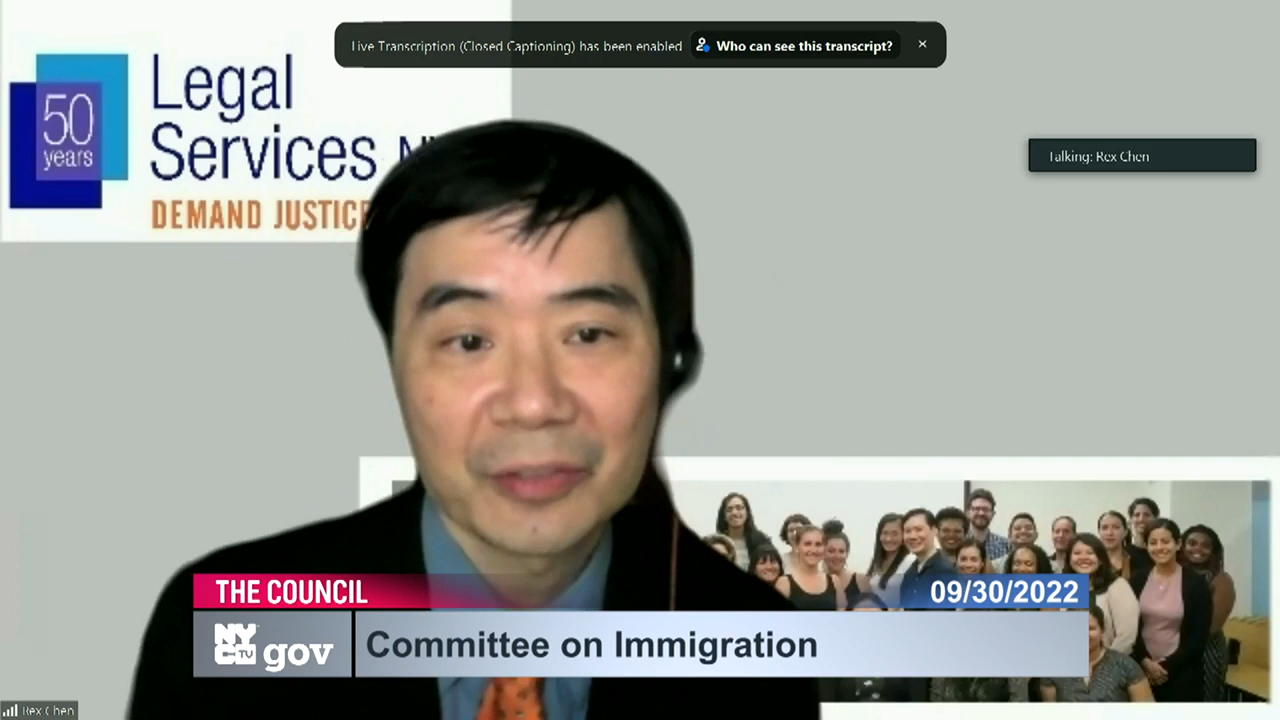 Live Transcription (Closed Captioning) has been enabled
Who can see this transcript?
50
years
Legal
Services
DEMAND JUSTICE
Talking: Rex Chen
THE COUNCIL
09/30/2022
NYC
TV
gov
Committee on Immigration
Rex Chen